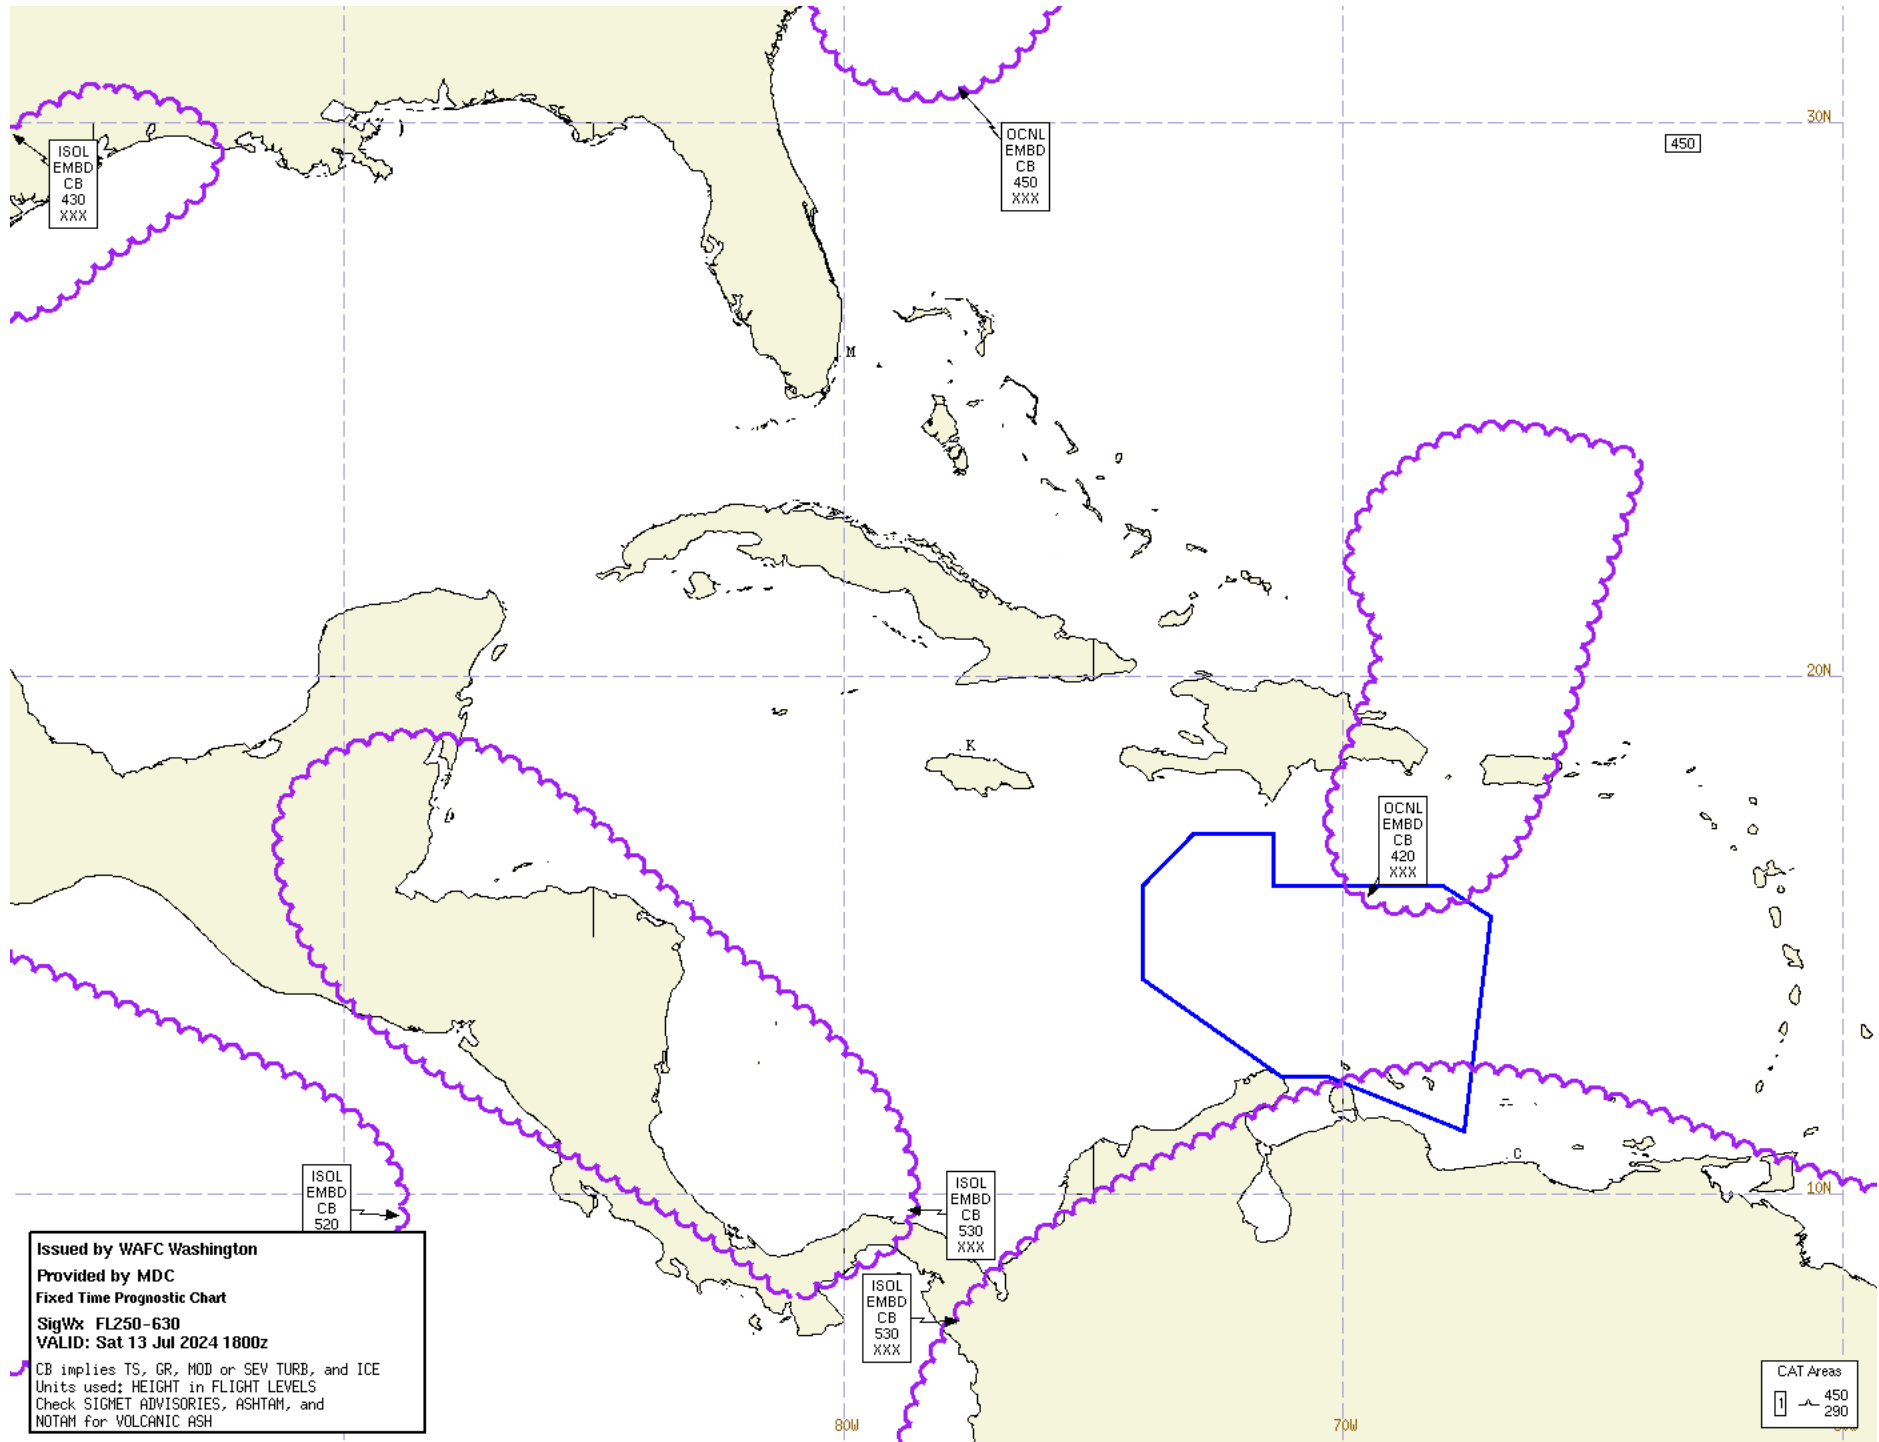 30N
450
ISOL
EMBD
CB
430
XXX
OCNL
EMBD
CB
450
XXX
M
20N
K
OCNL
EMBD
CB
420
XXX
C
10N
ISOL
EMBD
CB
520
ISOL
EMBD
CB
530
XXX
ISOL
EMBD
CB
530
XXX
Issued by WAFC Washington
Provided by MDC
Fixed Time Prognostic Chart
SigWx FL250-630
VALID: Sat 13 Jul 2024 1800z
CB implies TS, GR, MOD or SEV TURB, and ICE
Units used: HEIGHT in FLIGHT LEVELS
Check SIGMET ADVISORIES, ASHTAM, and
NOTAM for VOLCANIC ASH
80W
70W
CAT Areas
1 450
290